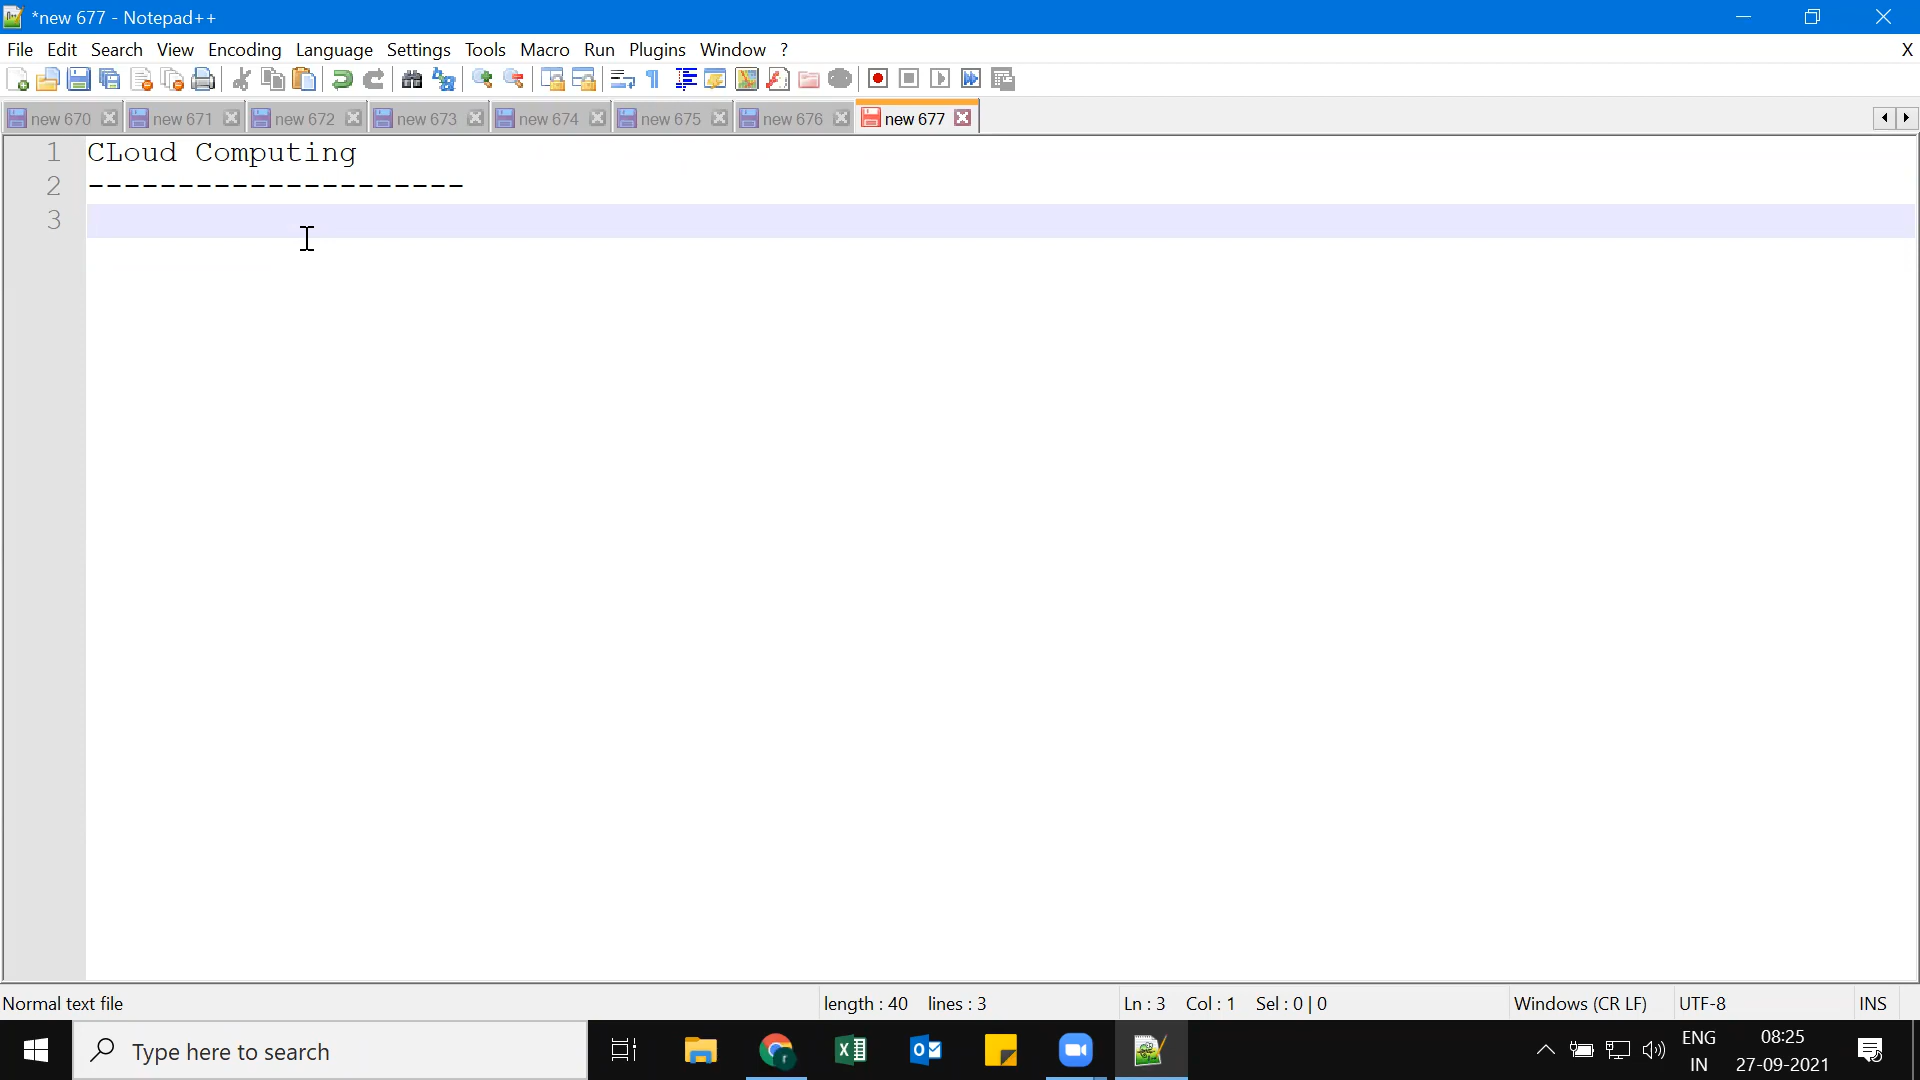 *new 677 - Notepad++
File Edit Search View Encoding Language Settings Tools Macro Run Plugins Window ? X
new 670 new 671 new 672 new 673 new 674 new 675 new 676 new 677
1 CLoud Computing
2 ---------------------
3
Normal text file length : 40 lines : 3 Ln : 3 Col : 1 Sel : 0 | 0 Windows (CR LF) UTF-8 INS
Type here to search
ENG 08:25
IN 27-09-2021